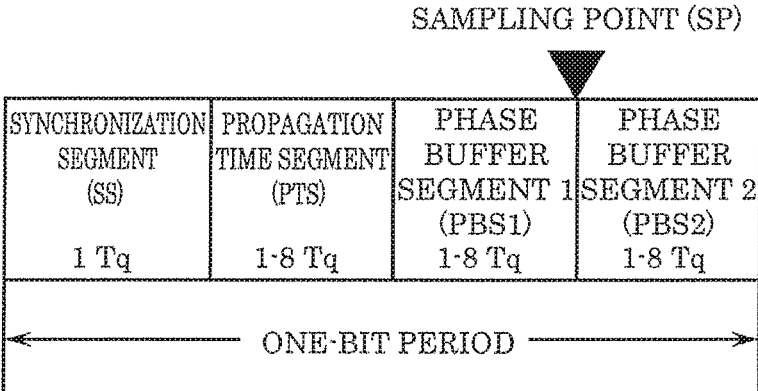 SAMPLING POINT (SP)
SYNCHRONIZATION
SEGMENT
(SS)
1 Tq
PROPAGATION
TIME SEGMENT
(PTS)
1-8 Tq
PHASE
BUFFER
SEGMENT 1
(PBS1)
1-8 Tq
PHASE
BUFFER
SEGMENT 2
(PBS2)
1-8 Tq
ONE-BIT PERIOD